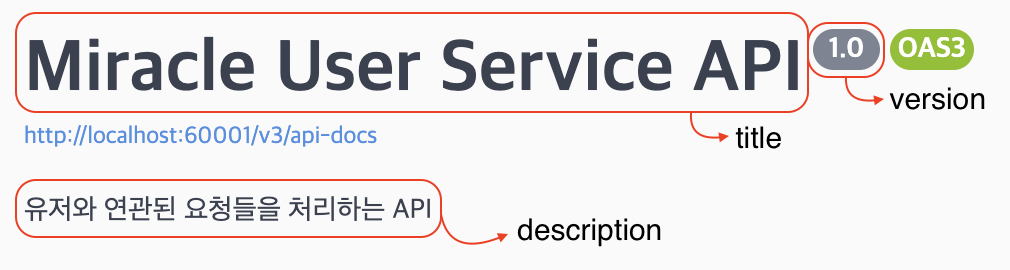 Miracle User Service API 1.0 OAS3
version
http://localhost:60001/v3/api-docs
title
유저와 연관된 요청들을 처리하는 API
description